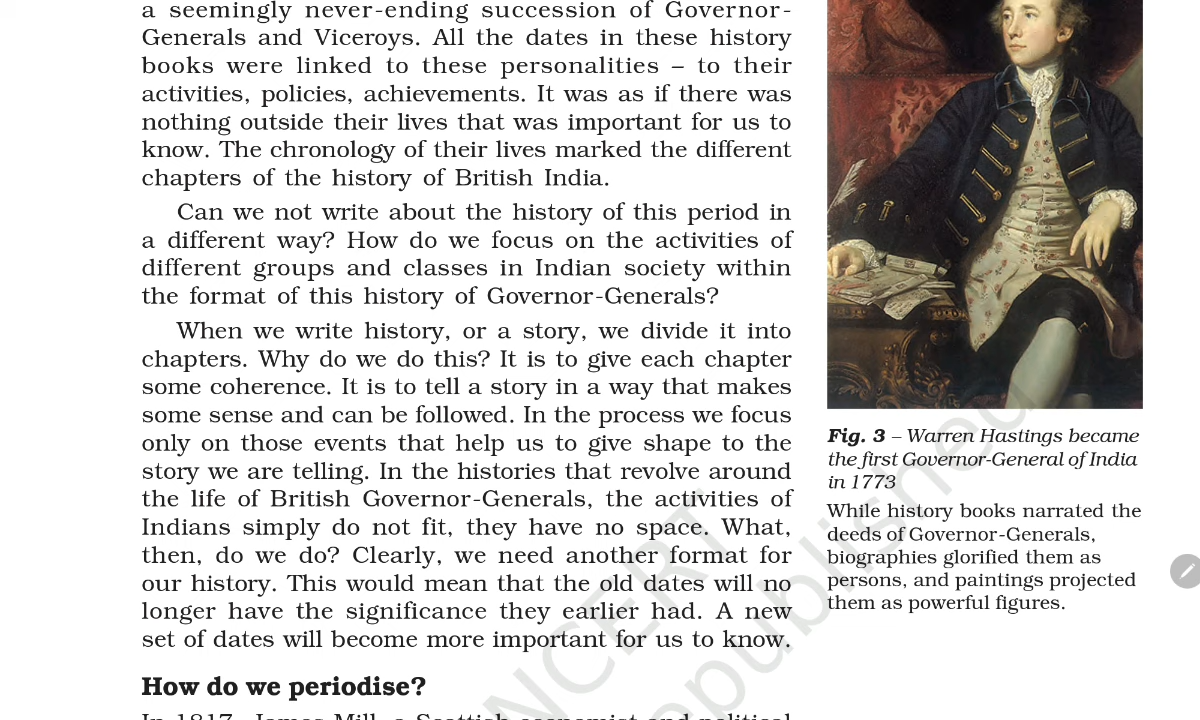 a seemingly never-ending succession of Governor-
Generals and Viceroys. All the dates in these history
books were linked to these personalities – to their
activities, policies, achievements. It was as if there was
nothing outside their lives that was important for us to
know. The chronology of their lives marked the different
chapters of the history of British India.
Can we not write about the history of this period in
a different way? How do we focus on the activities of
different groups and classes in Indian society within
the format of this history of Governor-Generals?
When we write history, or a story, we divide it into
chapters. Why do we do this? It is to give each chapter
some coherence. It is to tell a story in a way that makes
some sense and can be followed. In the process we focus
only on those events that help us to give shape to the
story we are telling. In the histories that revolve around
the life of British Governor-Generals, the activities of
Indians simply do not fit, they have no space. What,
then, do we do? Clearly, we need another format for
our history. This would mean that the old dates will no
longer have the significance they earlier had. A new
set of dates will become more important for us to know.
How do we periodise?
In 1817, James Mill, a Scottish economist and political
Fig. 3 – Warren Hastings became
the first Governor-General of India
in 1773
While history books narrated the
deeds of Governor-Generals,
biographies glorified them as
persons, and paintings projected
them as powerful figures.
NCERT
republished